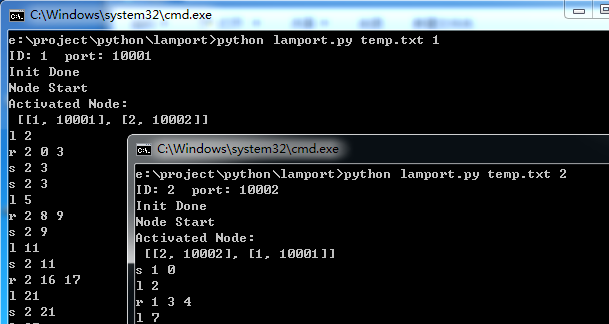 C:\Windows\system32\cmd.exe
e:\project\python\lamport>python lamport.py temp.txt 1
ID: 1  port: 10001
Init Done
Node Start
Activated Node:
 [[1, 10001], [2, 10002]]
l 2
r 2 0 3
s 2 3
s 2 3
l 5
r 2 8 9
s 2 9
l 11
s 2 11
r 2 16 17
l 21
s 2 21
C:\Windows\system32\cmd.exe
e:\project\python\lamport>python lamport.py temp.txt 2
ID: 2  port: 10002
Init Done
Node Start
Activated Node:
 [[2, 10002], [1, 10001]]
s 1 0
l 2
r 1 3 4
l 7